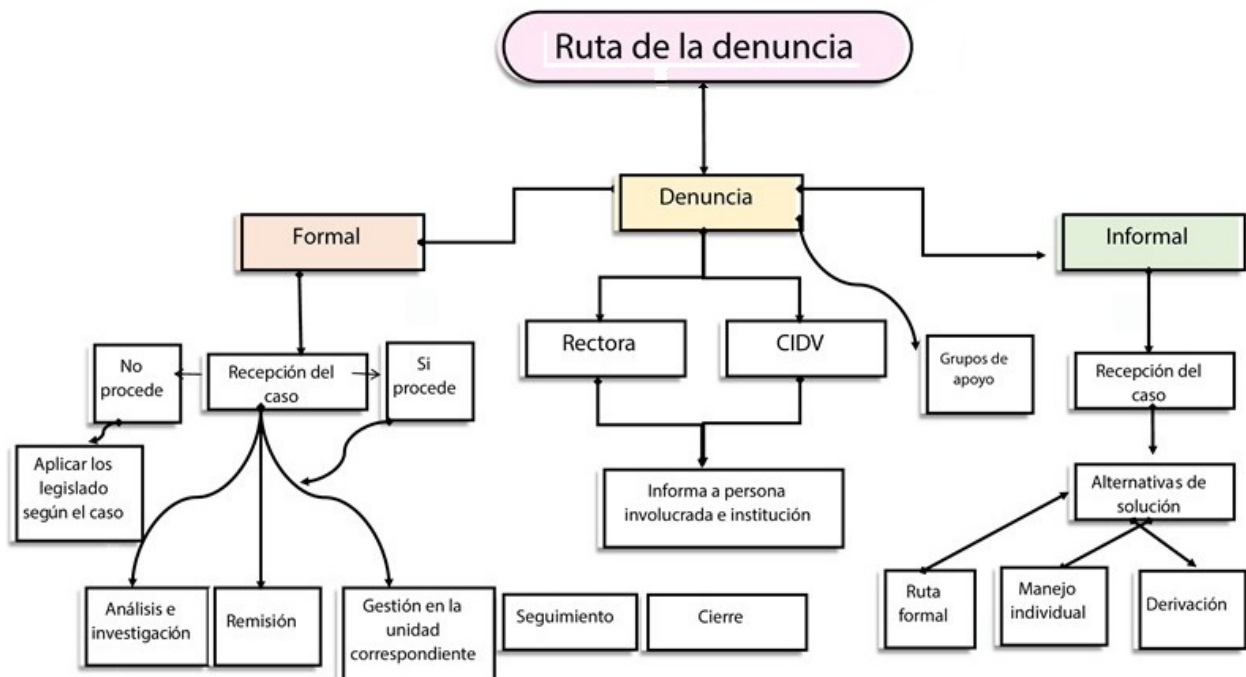 Ruta de la denuncia
Denuncia
Formal
Informal
Rectora
CIDV
Grupos de
apoyo
No
procede
Recepción del
caso
Si
procede
Recepción del
caso
Aplicar los
legislado
según el caso
Informa a persona
involucrada e institución
Alternativas de
solución
Análisis e
investigación
Remisión
Gestión en la
unidad
correspondiente
Seguimiento
Cierre
Ruta
formal
Manejo
individual
Derivación